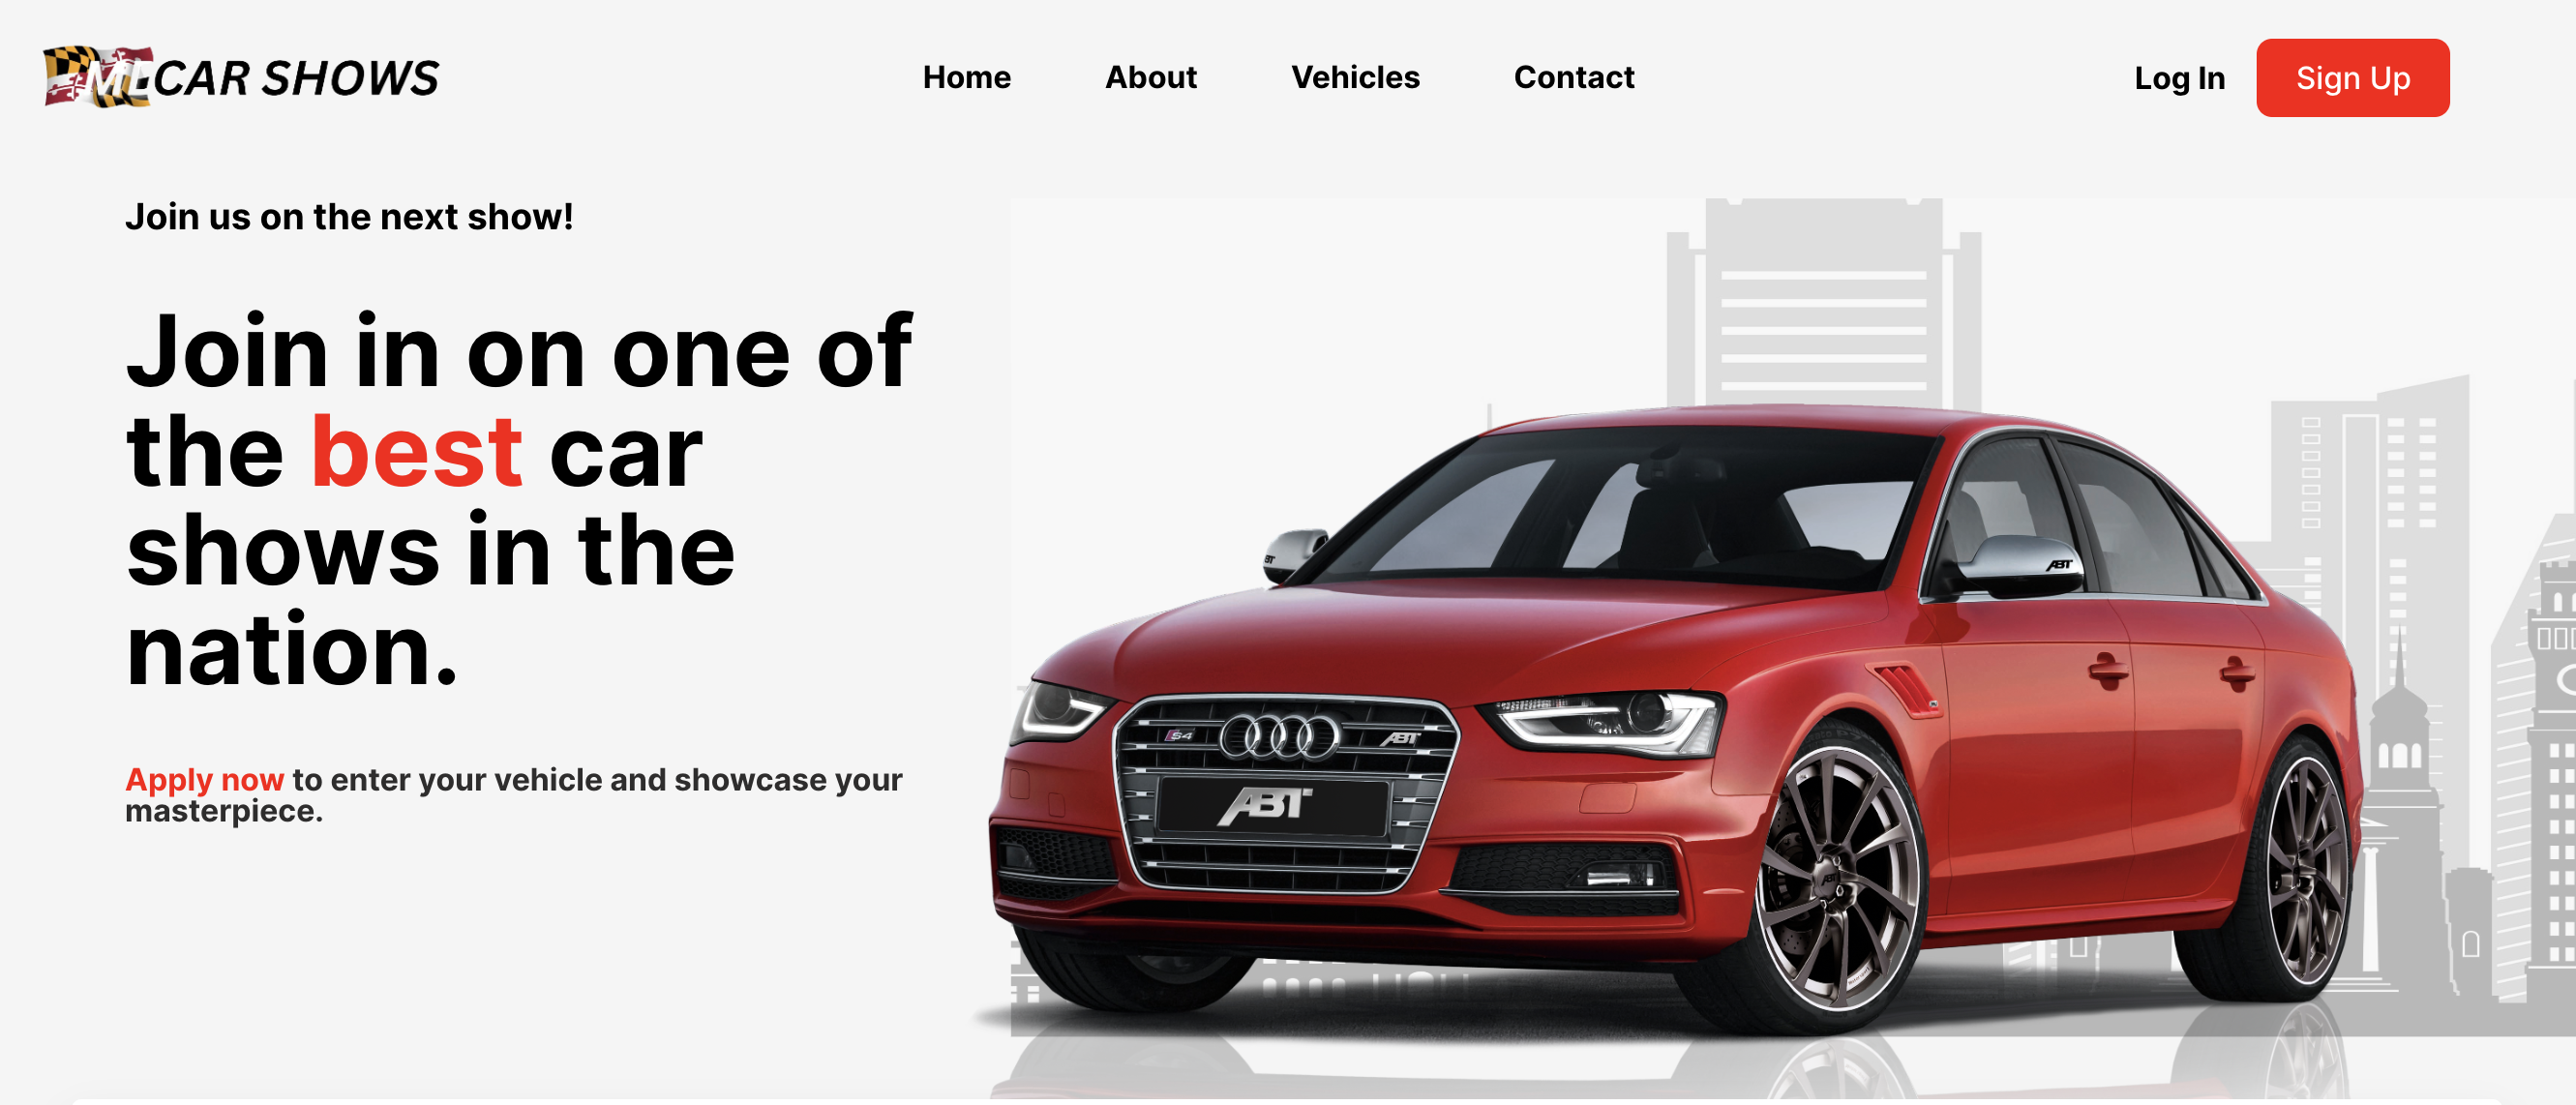 MD CAR SHOWS
Home About Vehicles Contact
Log In Sign Up
Join us on the next show!
Join in on one of
the best car
shows in the
nation.
Apply now to enter your vehicle and showcase your
masterpiece.
ABT
S4 ABT
ABT